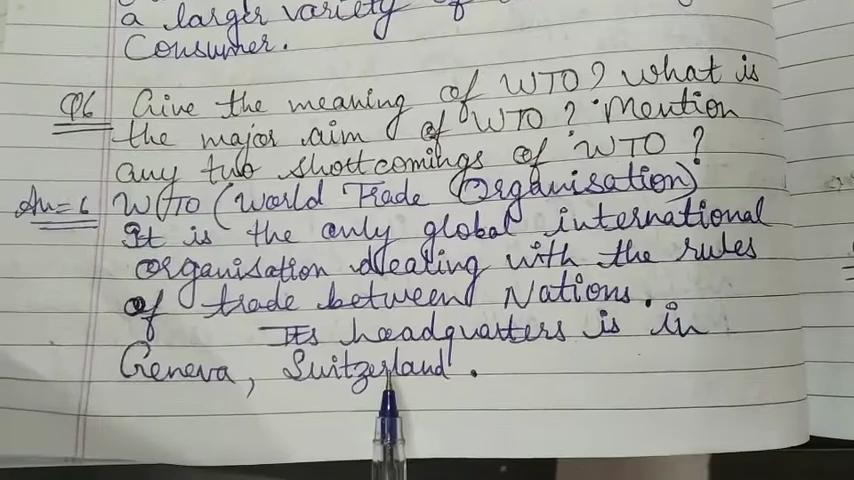 a larger variety of
Consumer.
Q6 Give the meaning of WTO? What is
the major aim of WTO? Mention
any two shortcomings of WTO?
An=6 WTO (World Trade Organisation)
It is the only global international
organisation dealing with the rules
of trade between Nations.
Its headquarters is in
Geneva, Switzerland.